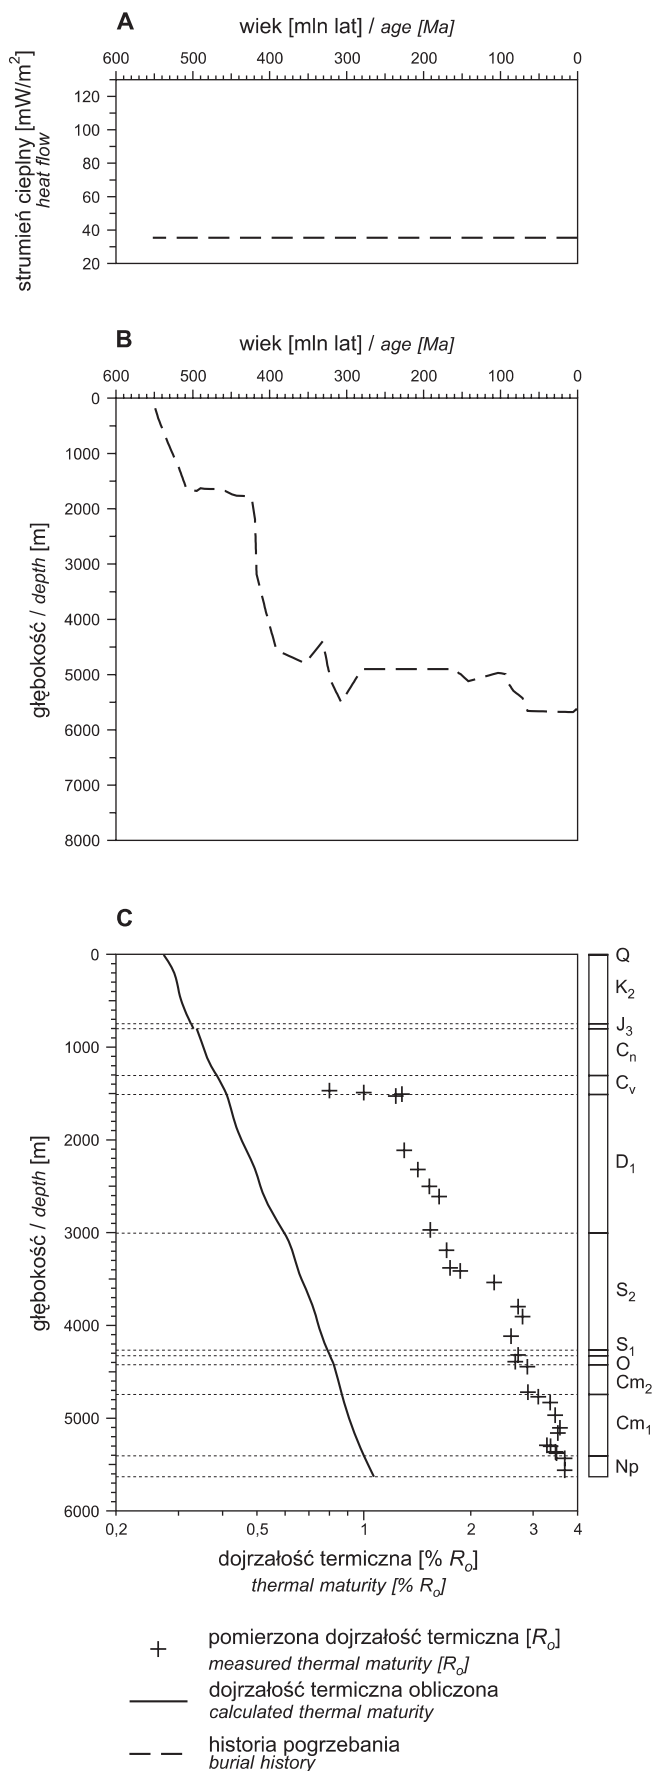 A
wiek [mln lat] / age [Ma]
600 500 400 300 200 100 0
strumień cieplny [mW/m²]
heat flow
120
100
80
60
40
20
B
wiek [mln lat] / age [Ma]
600 500 400 300 200 100 0
głębokość / depth [m]
0
1000
2000
3000
4000
5000
6000
7000
8000
C
głębokość / depth [m]
0
1000
2000
3000
4000
5000
6000
Q
K₂
J₃
Cₙ
Cᵥ
D₁
S₂
S₁
O
Cm₂
Cm₁
Np
0,2 0,5 1 2 3 4
dojrzałość termiczna [% Rₒ]
thermal maturity [% Rₒ]
pomierzona dojrzałość termiczna [Rₒ]
measured thermal maturity [Rₒ]
dojrzałość termiczna obliczona
calculated thermal maturity
historia pogrzebania
burial history